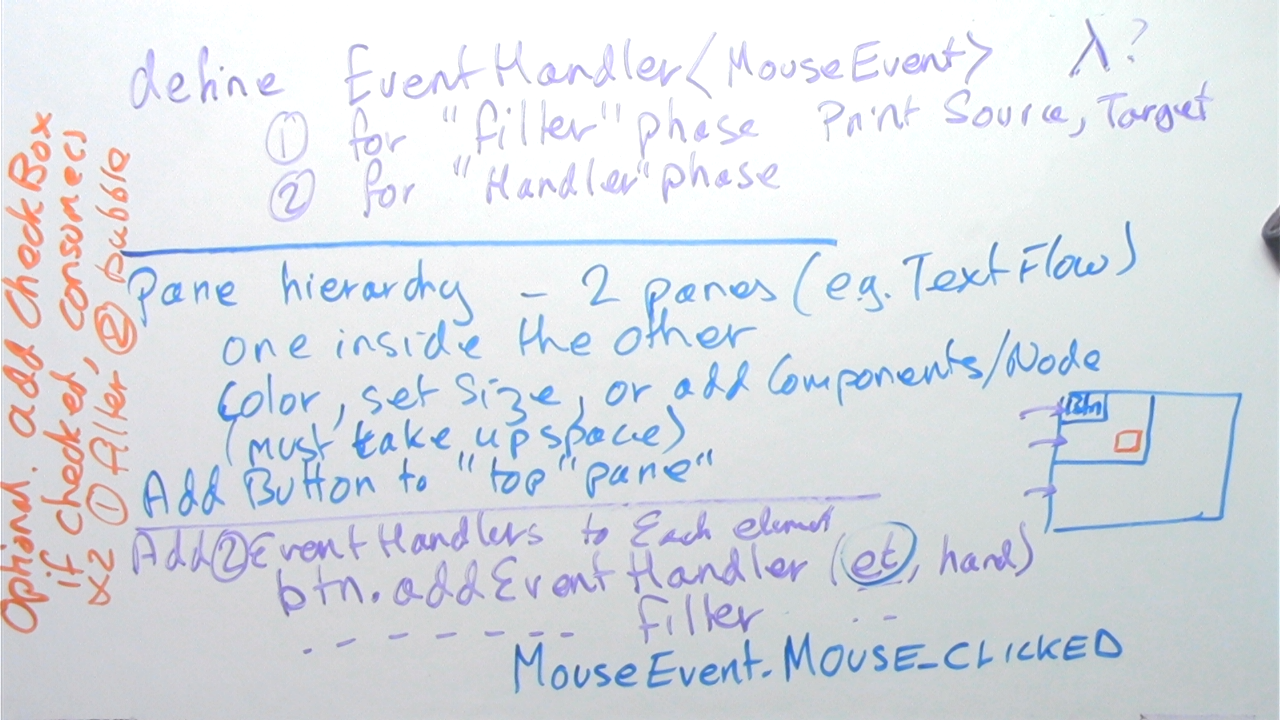 define EventHandler<MouseEvent> λ?
① for "filter" phase Print Source, Target
② for "Handler" phase
Pane hierarchy - 2 panes (e.g. TextFlow)
one inside the other
color, set size, or add Components/Node
(must take up space)
Add Button to "top" pane"
Add ② EventHandlers to Each element
btn.addEventHandler (et, hand)
- - - - - - - filter - -
MouseEvent.MOUSE_CLICKED
Btn
Optional. add CheckBox
if checked, consumes
x2 ① filter ② bubble